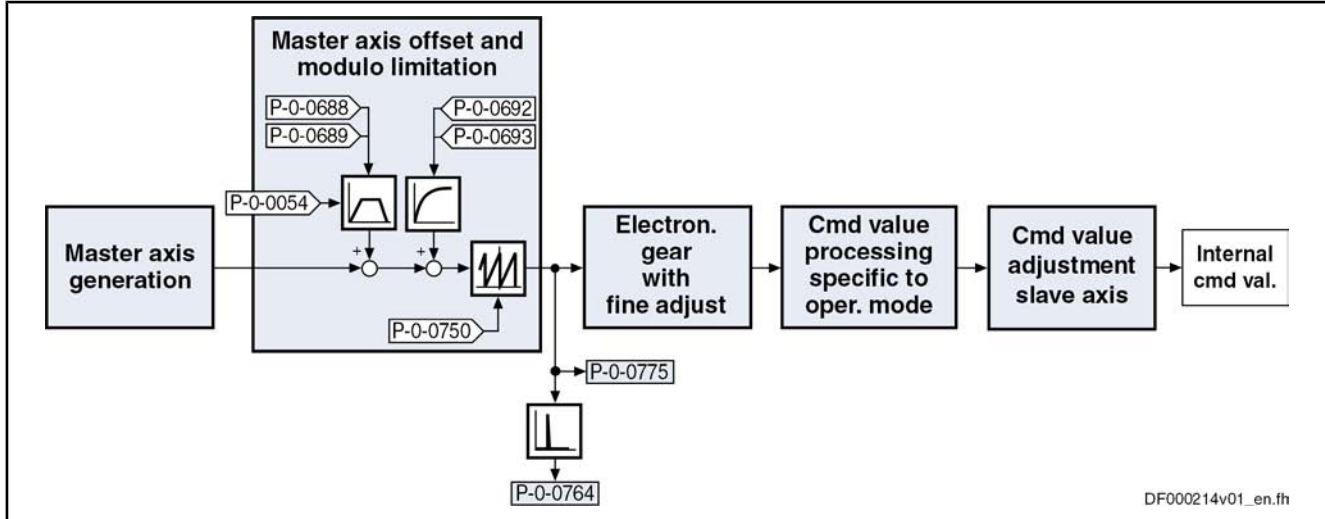 Master axis offset and
modulo limitation
P-0-0688
P-0-0689
P-0-0692
P-0-0693
P-0-0054
Master axis
generation
+
+
P-0-0750
Electron.
gear
with
fine adjust
Cmd value
processing
specific to
oper. mode
Cmd value
adjustment
slave axis
Internal
cmd val.
P-0-0775
P-0-0764
DF000214v01_en.fh